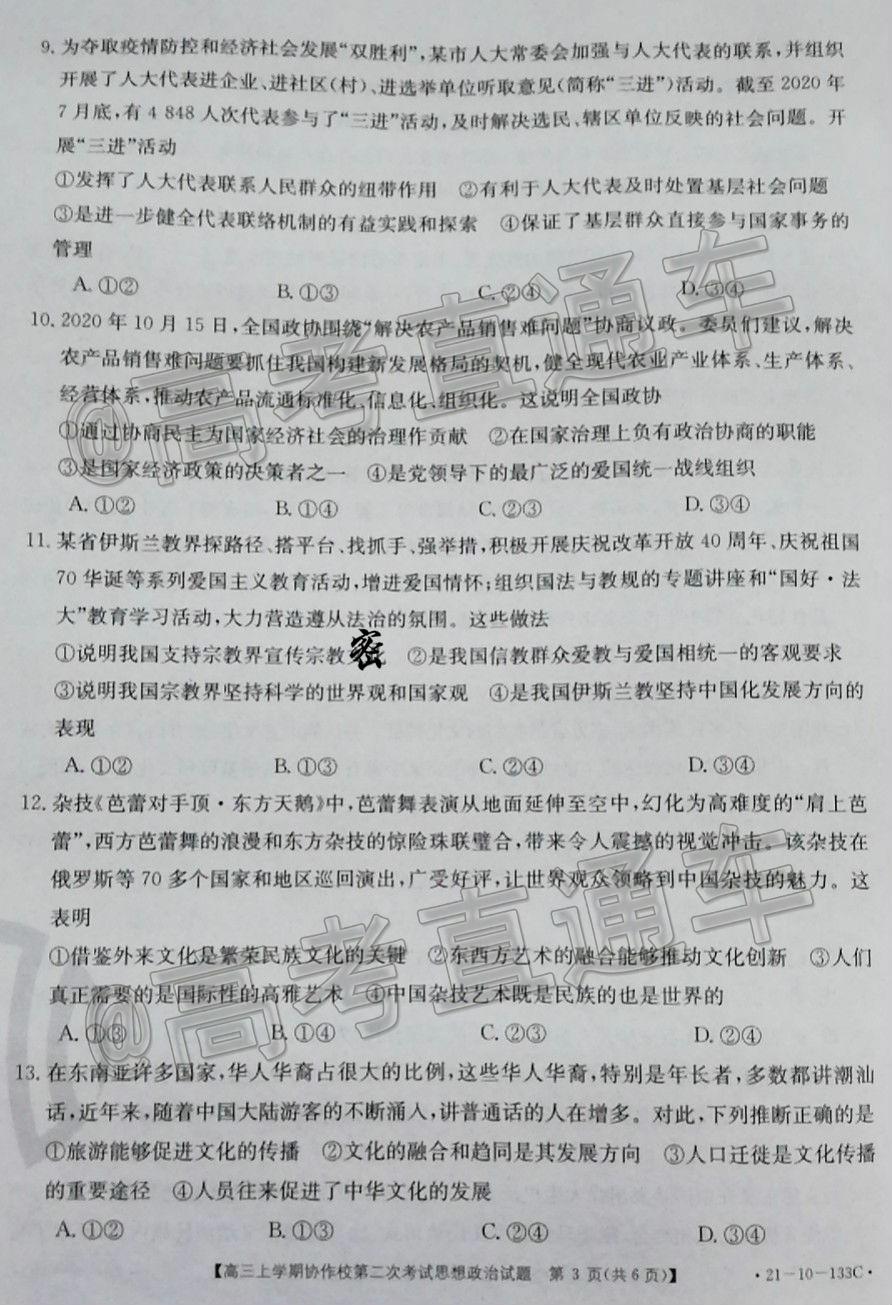 9. 为夺取疫情防控和经济社会发展“双胜利”，某市人大常委会加强与人大代表的联系，并组织
开展了人大代表进企业、进社区(村)、进选举单位听取意见(简称“三进”)活动。截至 2020 年
7 月底，有 4 848 人次代表参与了“三进”活动，及时解决选民、辖区单位反映的社会问题。开
展“三进”活动
①发挥了人大代表联系人民群众的纽带作用 ②有利于人大代表及时处置基层社会问题
③是进一步健全代表联络机制的有益实践和探索 ④保证了基层群众直接参与国家事务的
管理
A. ①② B. ①③ C. ②④ D. ③④
10. 2020 年 10 月 15 日，全国政协围绕“解决农产品销售难问题”协商议政。委员们建议，解决
农产品销售难问题要抓住我国构建新发展格局的契机，健全现代农业产业体系、生产体系、
经营体系，推动农产品流通标准化、信息化、组织化。这说明全国政协
①通过协商民主为国家经济社会的治理作贡献 ②在国家治理上负有政治协商的职能
③是国家经济政策的决策者之一 ④是党领导下的最广泛的爱国统一战线组织
A. ①② B. ①④ C. ②③ D. ③④
11. 某省伊斯兰教界探路径、搭平台、找抓手、强举措，积极开展庆祝改革开放 40 周年、庆祝祖国
70 华诞等系列爱国主义教育活动，增进爱国情怀；组织国法与教规的专题讲座和“国好·法
大”教育学习活动，大力营造遵从法治的氛围。这些做法
①说明我国支持宗教界宣传宗教 密 ②是我国信教群众爱教与爱国相统一的客观要求
③说明我国宗教界坚持科学的世界观和国家观 ④是我国伊斯兰教坚持中国化发展方向的
表现
A. ①② B. ①③ C. ②④ D. ③④
12. 杂技《芭蕾对手顶·东方天鹅》中，芭蕾舞表演从地面延伸至空中，幻化为高难度的“肩上芭
蕾”，西方芭蕾舞的浪漫和东方杂技的惊险珠联璧合，带来令人震撼的视觉冲击。该杂技在
俄罗斯等 70 多个国家和地区巡回演出，广受好评，让世界观众领略到中国杂技的魅力。这
表明
①借鉴外来文化是繁荣民族文化的关键 ②东西方艺术的融合能够推动文化创新 ③人们
真正需要的是国际性的高雅艺术 ④中国杂技艺术既是民族的也是世界的
A. ①③ B. ①④ C. ②③ D. ②④
13. 在东南亚许多国家，华人华裔占很大的比例，这些华人华裔，特别是年长者，多数都讲潮汕
话，近年来，随着中国大陆游客的不断涌入，讲普通话的人在增多。对此，下列推断正确的是
①旅游能够促进文化的传播 ②文化的融合和趋同是其发展方向 ③人口迁徙是文化传播
的重要途径 ④人员往来促进了中华文化的发展
A. ①② B. ①③ C. ②④ D. ③④
【高三上学期协作校第二次考试思想政治试题 第 3 页(共 6 页)】 ·21-10-133C·
@高考直通车
@高考直通车